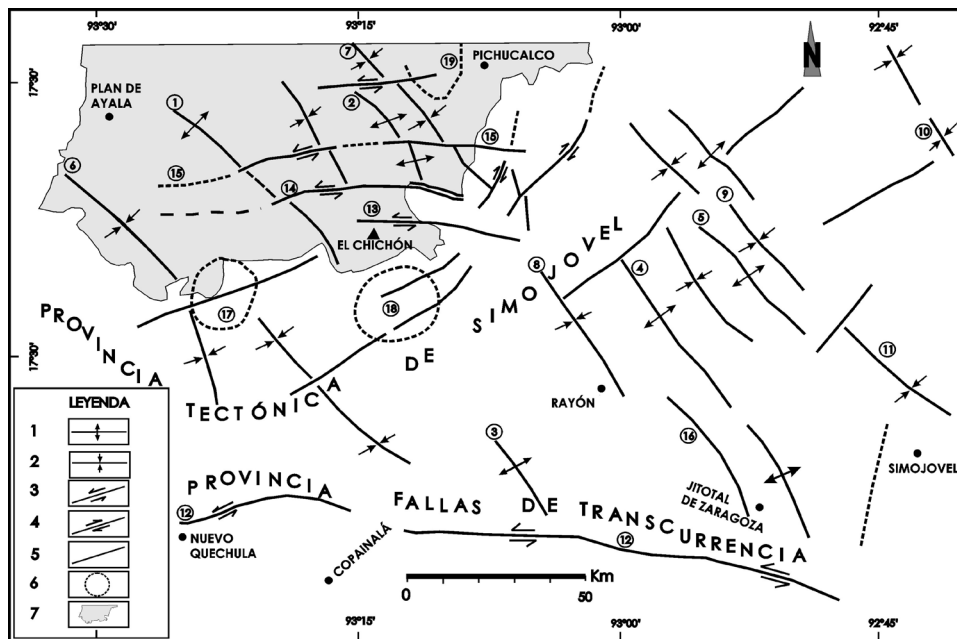 93°30' 93°15' 93°00' 92°45'
17°30'
17°30'
N
7
19
PICHUCALCO
PLAN DE
AYALA
1
2
10
15
15
6
14
9
13
5
EL CHICHÓN
8
4
17
18
11
PROVINCIA
TECTÓNICA
DE
SIMOJOVEL
RAYÓN
3
16
SIMOJOVEL
JITOTAL
DE ZARAGOZA
PROVINCIA
FALLAS DE TRANSCURRENCIA
12
12
NUEVO
QUECHULA
COPAINALÁ
Km
0 50
LEYENDA
1
2
3
4
5
6
7
93°15' 93°00' 92°45'